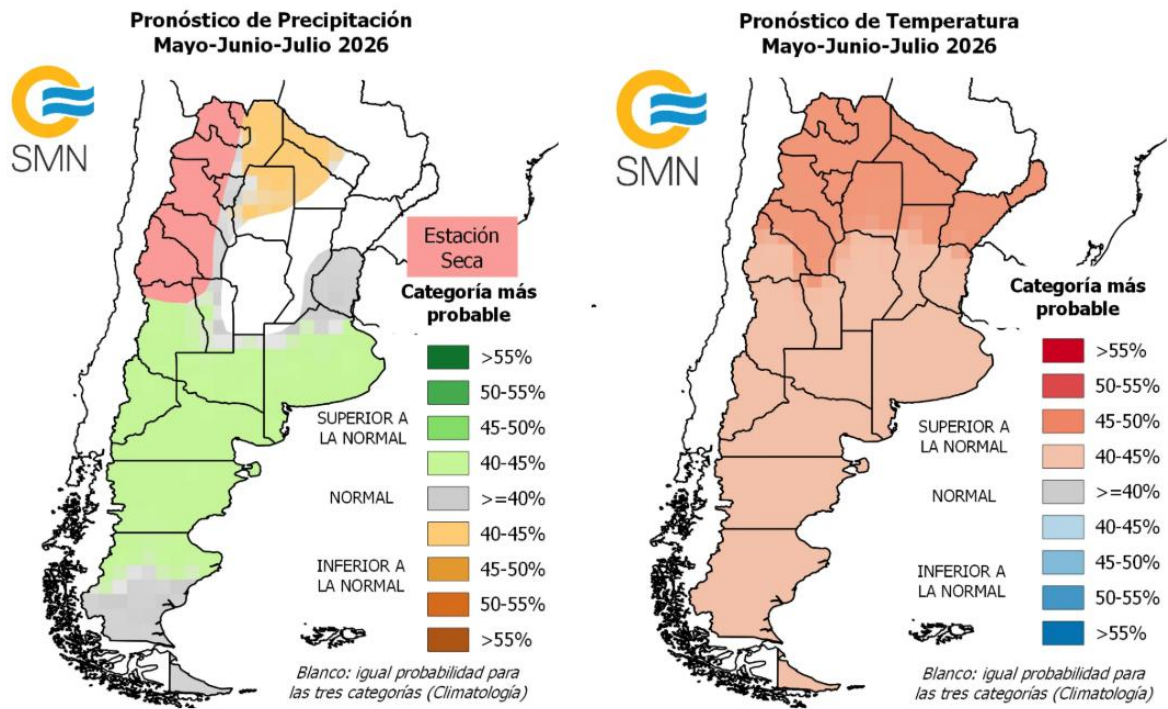 Pronóstico de Precipitación
Mayo-Junio-Julio 2026
SMN
Estación
Seca
Categoría más
probable
>55%
50-55%
45-50%
40-45%
>=40%
40-45%
45-50%
50-55%
>55%
SUPERIOR A
LA NORMAL
NORMAL
INFERIOR A
LA NORMAL
Blanco: igual probabilidad para
las tres categorías (Climatología)
Pronóstico de Temperatura
Mayo-Junio-Julio 2026
SMN
Categoría más
probable
>55%
50-55%
45-50%
40-45%
>=40%
40-45%
45-50%
50-55%
>55%
SUPERIOR A
LA NORMAL
NORMAL
INFERIOR A
LA NORMAL
Blanco: igual probabilidad para
las tres categorías (Climatología)